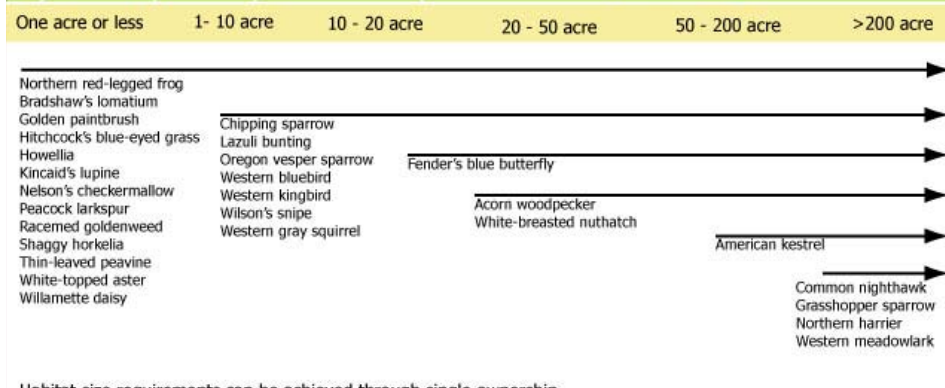 One acre or less 1- 10 acre 10 - 20 acre 20 - 50 acre 50 - 200 acre >200 acre
Northern red-legged frog
Bradshaw's lomatium
Golden paintbrush
Hitchcock's blue-eyed grass
Howellia
Kincaid's lupine
Nelson's checkermallow
Peacock larkspur
Racemed goldenweed
Shaggy horkelia
Thin-leaved peavine
White-topped aster
Willamette daisy
Chipping sparrow
Lazuli bunting
Oregon vesper sparrow
Western bluebird
Western kingbird
Wilson's snipe
Western gray squirrel
Fender's blue butterfly
Acorn woodpecker
White-breasted nuthatch
American kestrel
Common nighthawk
Grasshopper sparrow
Northern harrier
Western meadowlark
Habitat size requirements can be achieved through single ownership